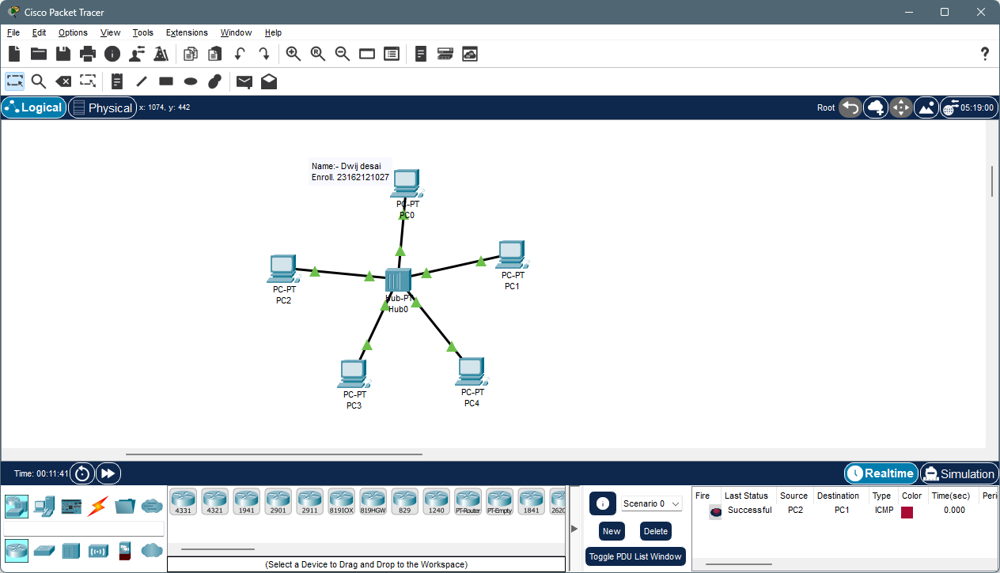 Cisco Packet Tracer
File Edit Options View Tools Extensions Window Help
Logical Physical x: 1074, y: 442 Root 05:19:00
Name:- Dwij desai
Enroll. 23162121027
PC-PT
PC0
PC-PT
PC1
PC-PT
PC2
Hub-PT
Hub0
PC-PT
PC3
PC-PT
PC4
Time: 00:11:41 Realtime Simulation
4331 4321 1941 2901 2911 819IOX 819HGW 829 1240 PT-Router PT-Empty 1841 2620
(Select a Device to Drag and Drop to the Workspace)
Scenario 0
New Delete
Toggle PDU List Window
Fire Last Status Source Destination Type Color Time(sec) Peri
Successful PC2 PC1 ICMP 0.000